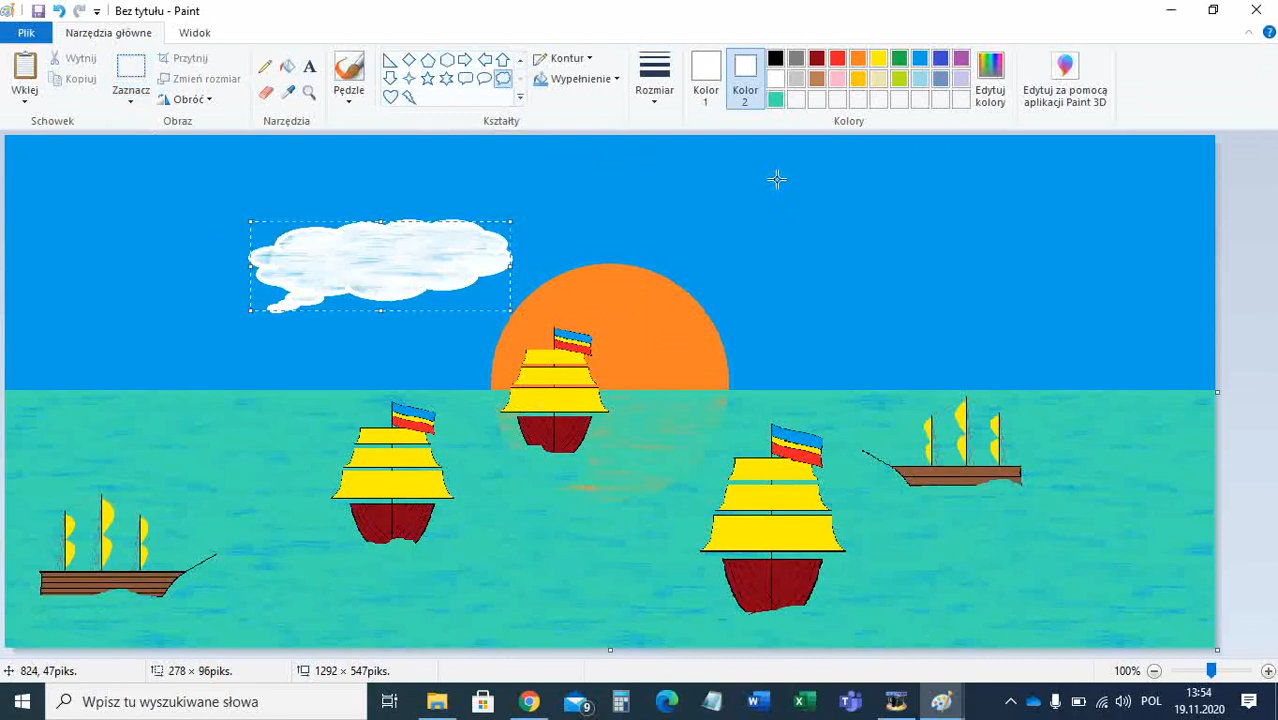 Bez tytułu - Paint
Plik Narzędzia główne Widok
Wklej
Wytnij
Kopiuj
Schowek
Zaznacz
Przytnij
Zmień rozmiar
Obróć
Obraz
A
Narzędzia
Pędzle
Kształty
Kontur
Wypełnienie
Rozmiar
Kolor
1
Kolor
2
Edytuj
kolory
Kolory
Edytuj za pomocą
aplikacji Paint 3D
824, 47piks. 278 × 96piks. 1292 × 547piks. 100%
Wpisz tu wyszukiwane słowa 9 POL 13:54
19.11.2020